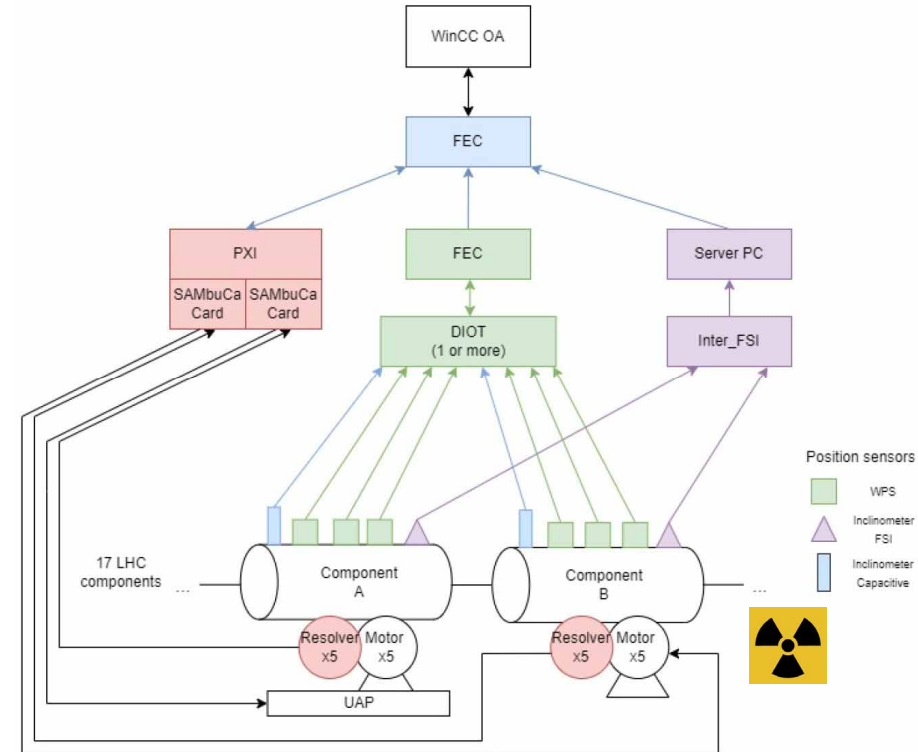 WinCC OA
FEC
PXI
SAMbuCa
Card
SAMbuCa
Card
FEC
DIOT
(1 or more)
Server PC
Inter_FSI
Position sensors
WPS
Inclinometer
FSI
Inclinometer
Capacitive
17 LHC
components
...
Component
A
Component
B
...
Resolver
x5
Motor
x5
Resolver
x5
Motor
x5
UAP